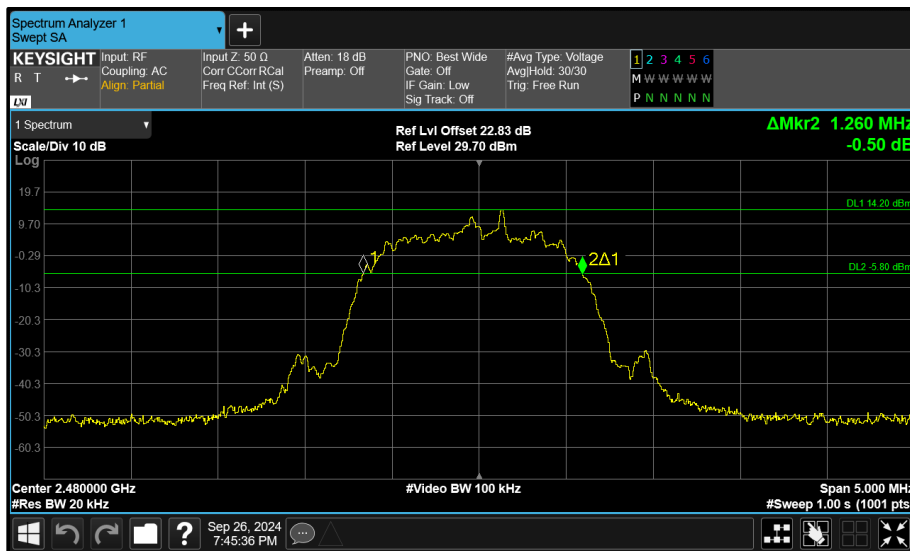 Spectrum Analyzer 1
Swept SA
KEYSIGHT
R T
LXI
Input: RF
Coupling: AC
Align: Partial
Input Z: 50 Ω
Corr CCorr RCal
Freq Ref: Int (S)
Atten: 18 dB
Preamp: Off
PNO: Best Wide
Gate: Off
IF Gain: Low
Sig Track: Off
#Avg Type: Voltage
Avg|Hold: 30/30
Trig: Free Run
1 2 3 4 5 6
M W W W W W
P N N N N N
1 Spectrum
Scale/Div 10 dB
Ref Lvl Offset 22.83 dB
Ref Level 29.70 dBm
ΔMkr2 1.260 MHz
-0.50 dB
Log
19.7
9.70
-0.29
-10.3
-20.3
-30.3
-40.3
-50.3
-60.3
DL1 14.20 dBm
1
2Δ1
DL2 -5.80 dBm
Center 2.480000 GHz
#Video BW 100 kHz
Span 5.000 MHz
#Res BW 20 kHz
#Sweep 1.00 s (1001 pts
?
Sep 26, 2024
7:45:36 PM